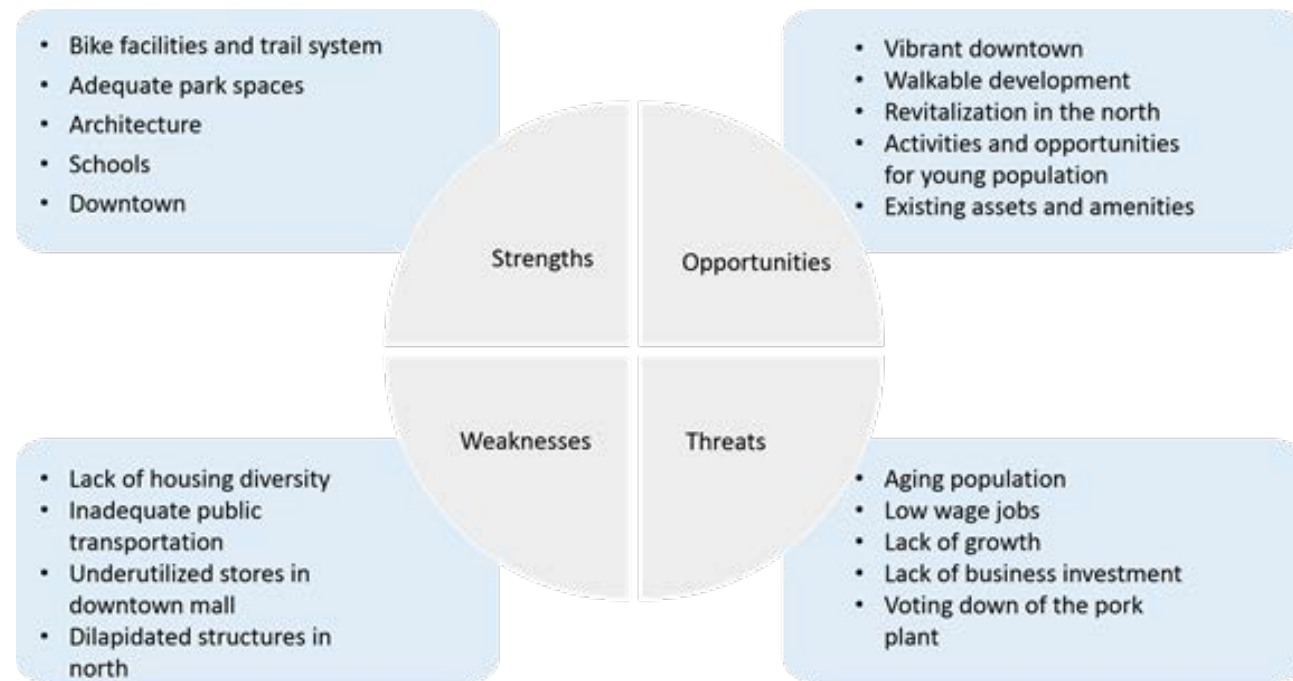 • Bike facilities and trail system
• Adequate park spaces
• Architecture
• Schools
• Downtown
• Vibrant downtown
• Walkable development
• Revitalization in the north
• Activities and opportunities
for young population
• Existing assets and amenities
Strengths
Opportunities
Weaknesses
Threats
• Lack of housing diversity
• Inadequate public
transportation
• Underutilized stores in
downtown mall
• Dilapidated structures in
north
• Aging population
• Low wage jobs
• Lack of growth
• Lack of business investment
• Voting down of the pork
plant